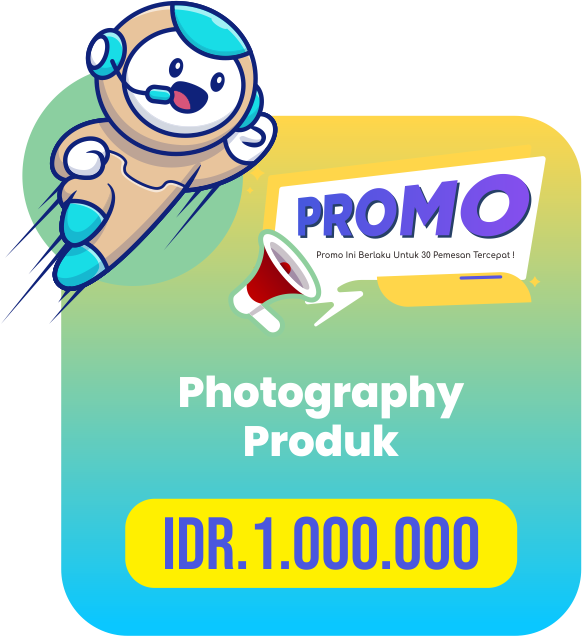 PROMO
Promo Ini Berlaku Untuk 30 Pemesan Tercepat !
Photography
Produk
IDR.1.000.000